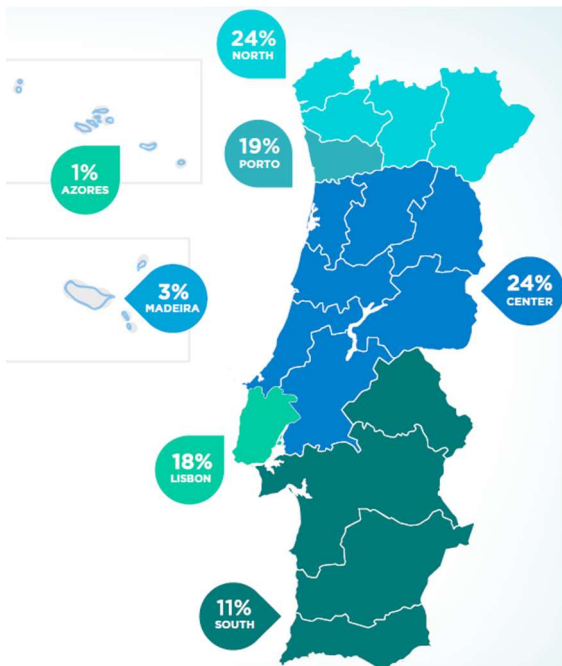 24%
NORTH
19%
PORTO
1%
AZORES
3%
MADEIRA
24%
CENTER
18%
LISBON
11%
SOUTH